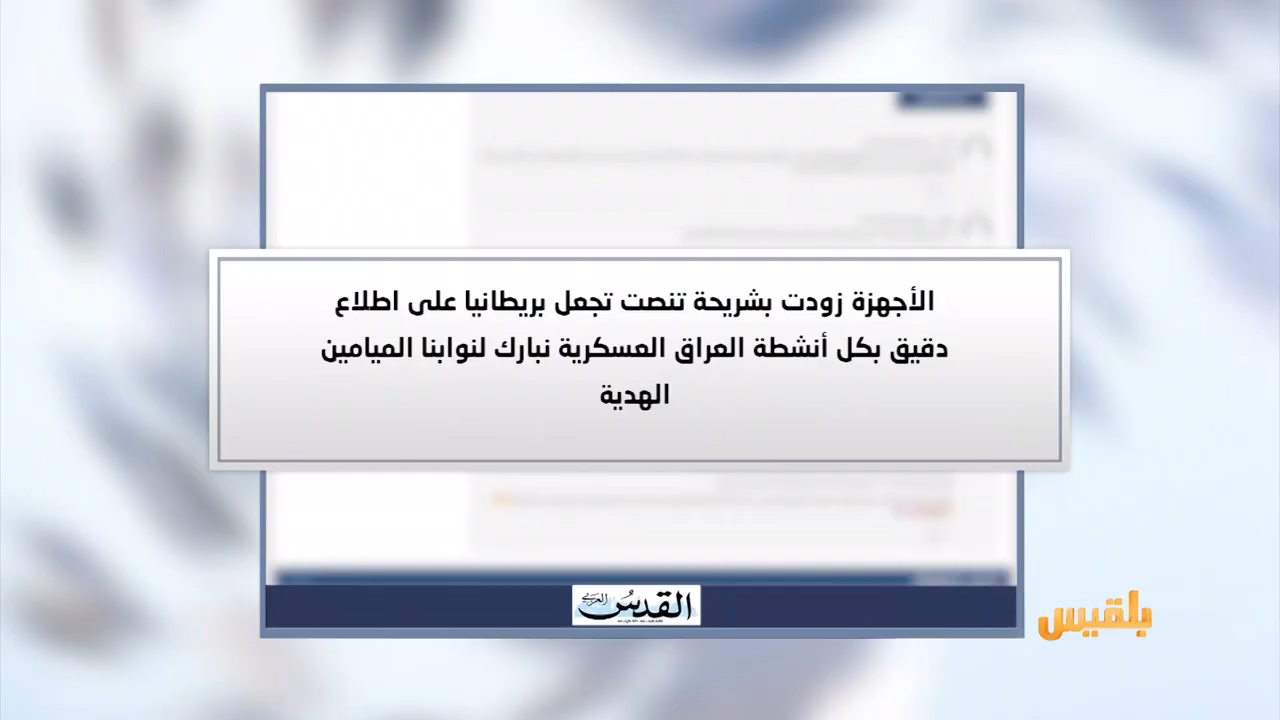 الأجهزة زودت بشريحة تنصت تجعل بريطانيا على اطلاع
دقيق بكل أنشطة العراق العسكرية نبارك لنوابنا الميامين
الهدية
القدس العربي
بلقيس